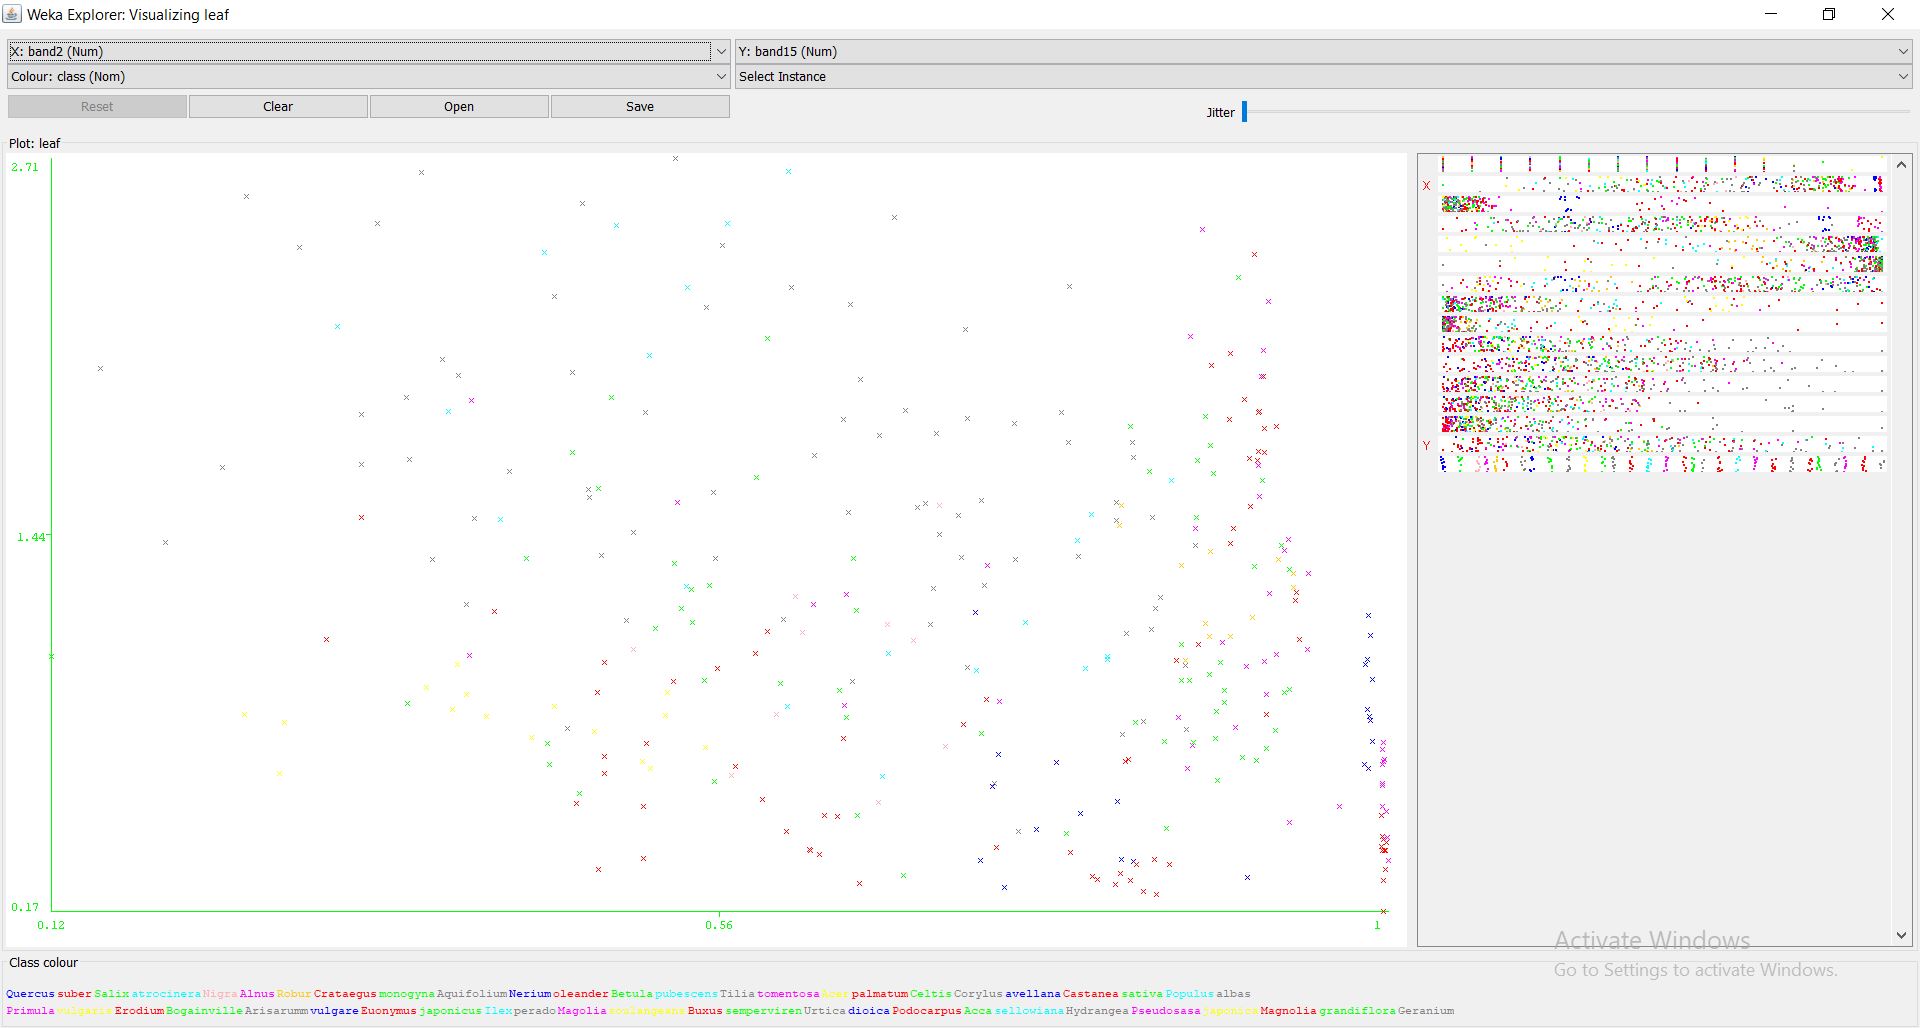 Weka Explorer: Visualizing leaf
X: band2 (Num)
Y: band15 (Num)
Colour: class (Nom)
Select Instance
Reset
Clear
Open
Save
Jitter
Plot: leaf
2.71
X
1.44
Y
0.17
0.12
0.56
1
Activate Windows
Go to Settings to activate Windows.
Class colour
Quercus suber Salix atrocinera Nigra Alnus Robur Crataegus monogyna Aquifolium Nerium oleander Betula pubescens Tilia tomentosa Acer palmatum Celtis Corylus avellana Castanea sativa Populus albas
Primula vulgaris Erodium Bogainville Arisarumm vulgare Euonymus japonicus Ilex perado Magolia soulangeana Buxus semperviren Urtica dioica Podocarpus Acca sellowiana Hydrangea Pseudosasa japonica Magnolia grandiflora Geranium